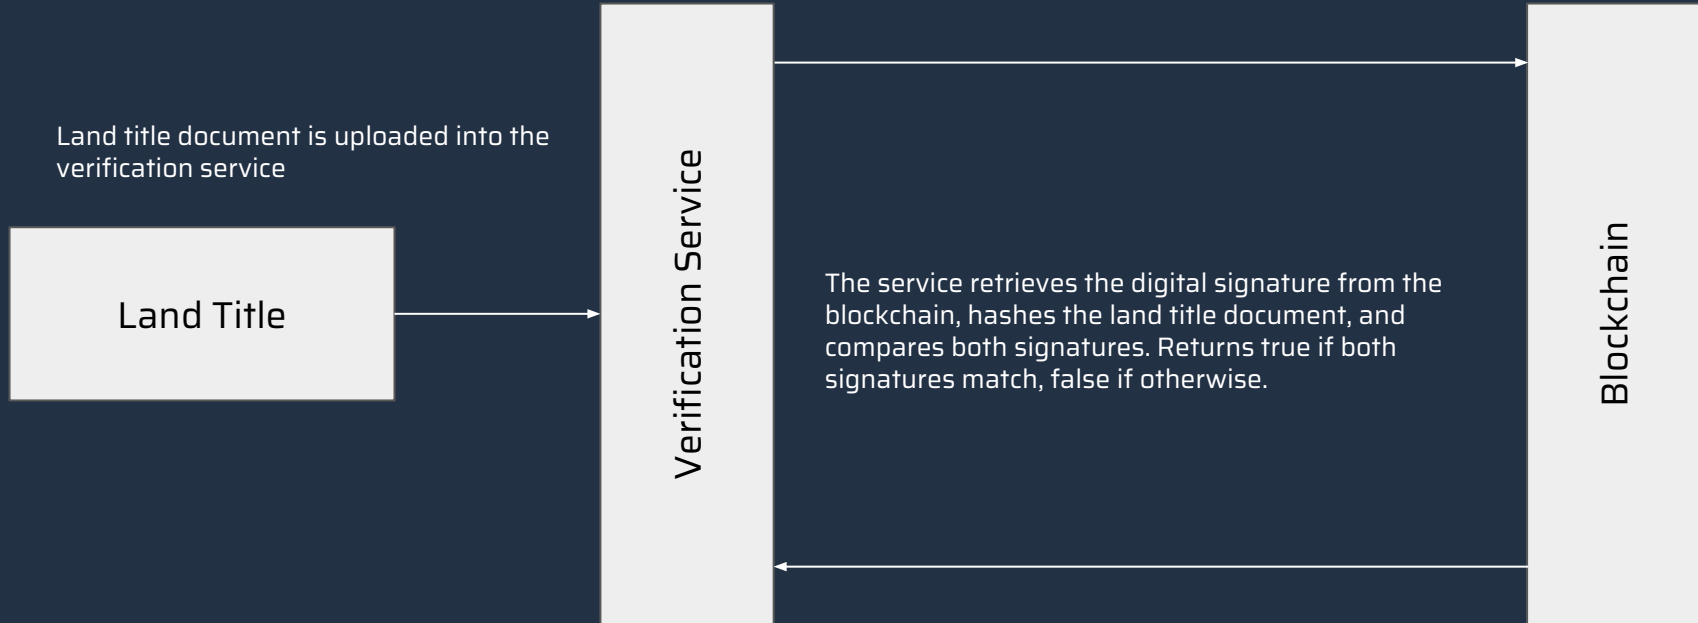 Land title document is uploaded into the
verification service
Land Title
Verification Service
The service retrieves the digital signature from the
blockchain, hashes the land title document, and
compares both signatures. Returns true if both
signatures match, false if otherwise.
Blockchain